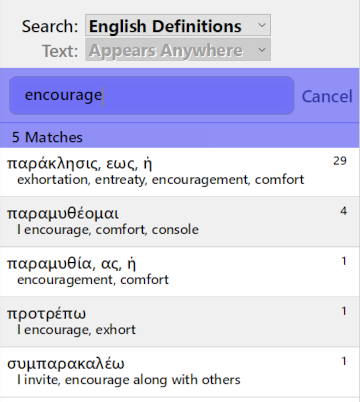 Search: English Definitions
Text: Appears Anywhere
encourage Cancel
5 Matches
παράκλησις, εως, ἡ 29
exhortation, entreaty, encouragement, comfort
παραμυθέομαι 4
I encourage, comfort, console
παραμυθία, ας, ἡ 1
encouragement, comfort
προτρέπω 1
I encourage, exhort
συμπαρακαλέω 1
I invite, encourage along with others